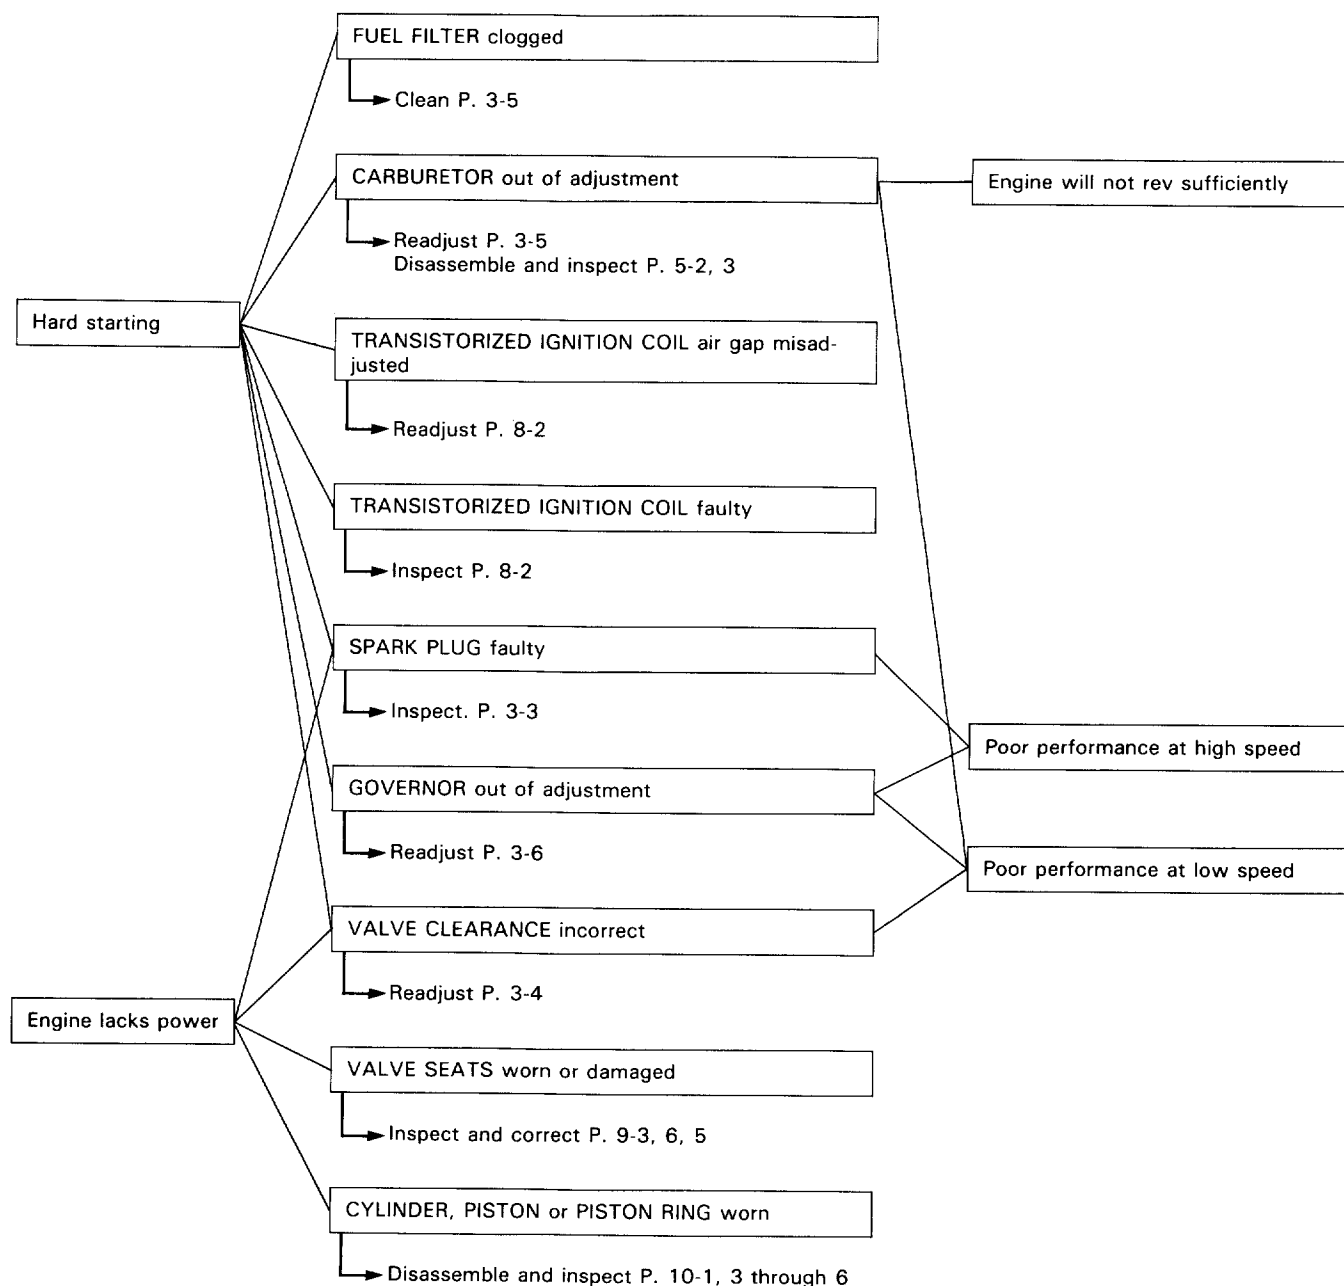 FUEL FILTER clogged
Clean P. 3-5
CARBURETOR out of adjustment
Engine will not rev sufficiently
Readjust P. 3-5
Disassemble and inspect P. 5-2, 3
Hard starting
TRANSISTORIZED IGNITION COIL air gap misad-
justed
Readjust P. 8-2
TRANSISTORIZED IGNITION COIL faulty
Inspect P. 8-2
SPARK PLUG faulty
Inspect. P. 3-3
Poor performance at high speed
GOVERNOR out of adjustment
Readjust P. 3-6
Poor performance at low speed
VALVE CLEARANCE incorrect
Readjust P. 3-4
Engine lacks power
VALVE SEATS worn or damaged
Inspect and correct P. 9-3, 6, 5
CYLINDER, PISTON or PISTON RING worn
Disassemble and inspect P. 10-1, 3 through 6